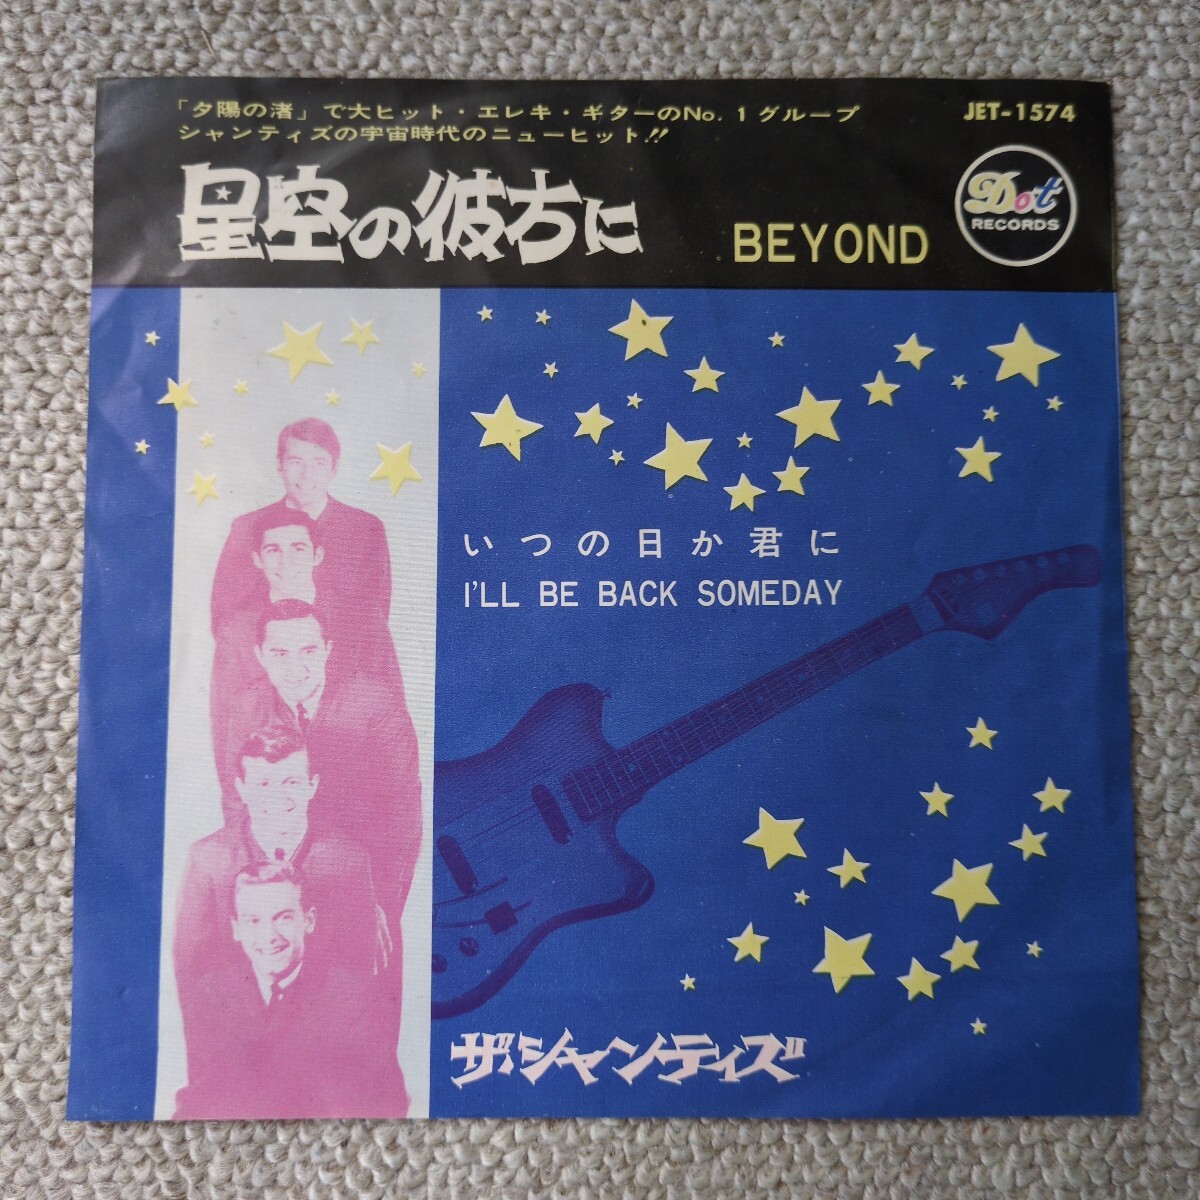 「夕陽の渚」で大ヒット・エレキ・ギターのNo. 1 グループ
シャンティズの宇宙時代のニューヒット!!
JET-1574
星空の彼方に
BEYOND
Dot
RECORDS
いつの日か君に
I'LL BE BACK SOMEDAY
ザ・シャンティズ